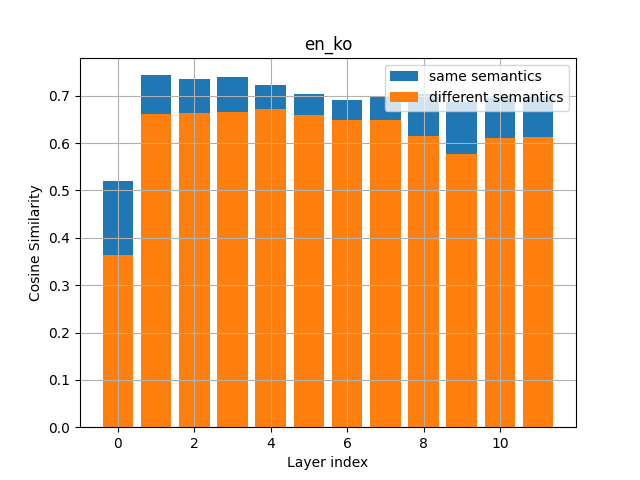 en_ko
same semantics
different semantics
Cosine Similarity
0.7
0.6
0.5
0.4
0.3
0.2
0.1
0.0
0 2 4 6 8 10
Layer index